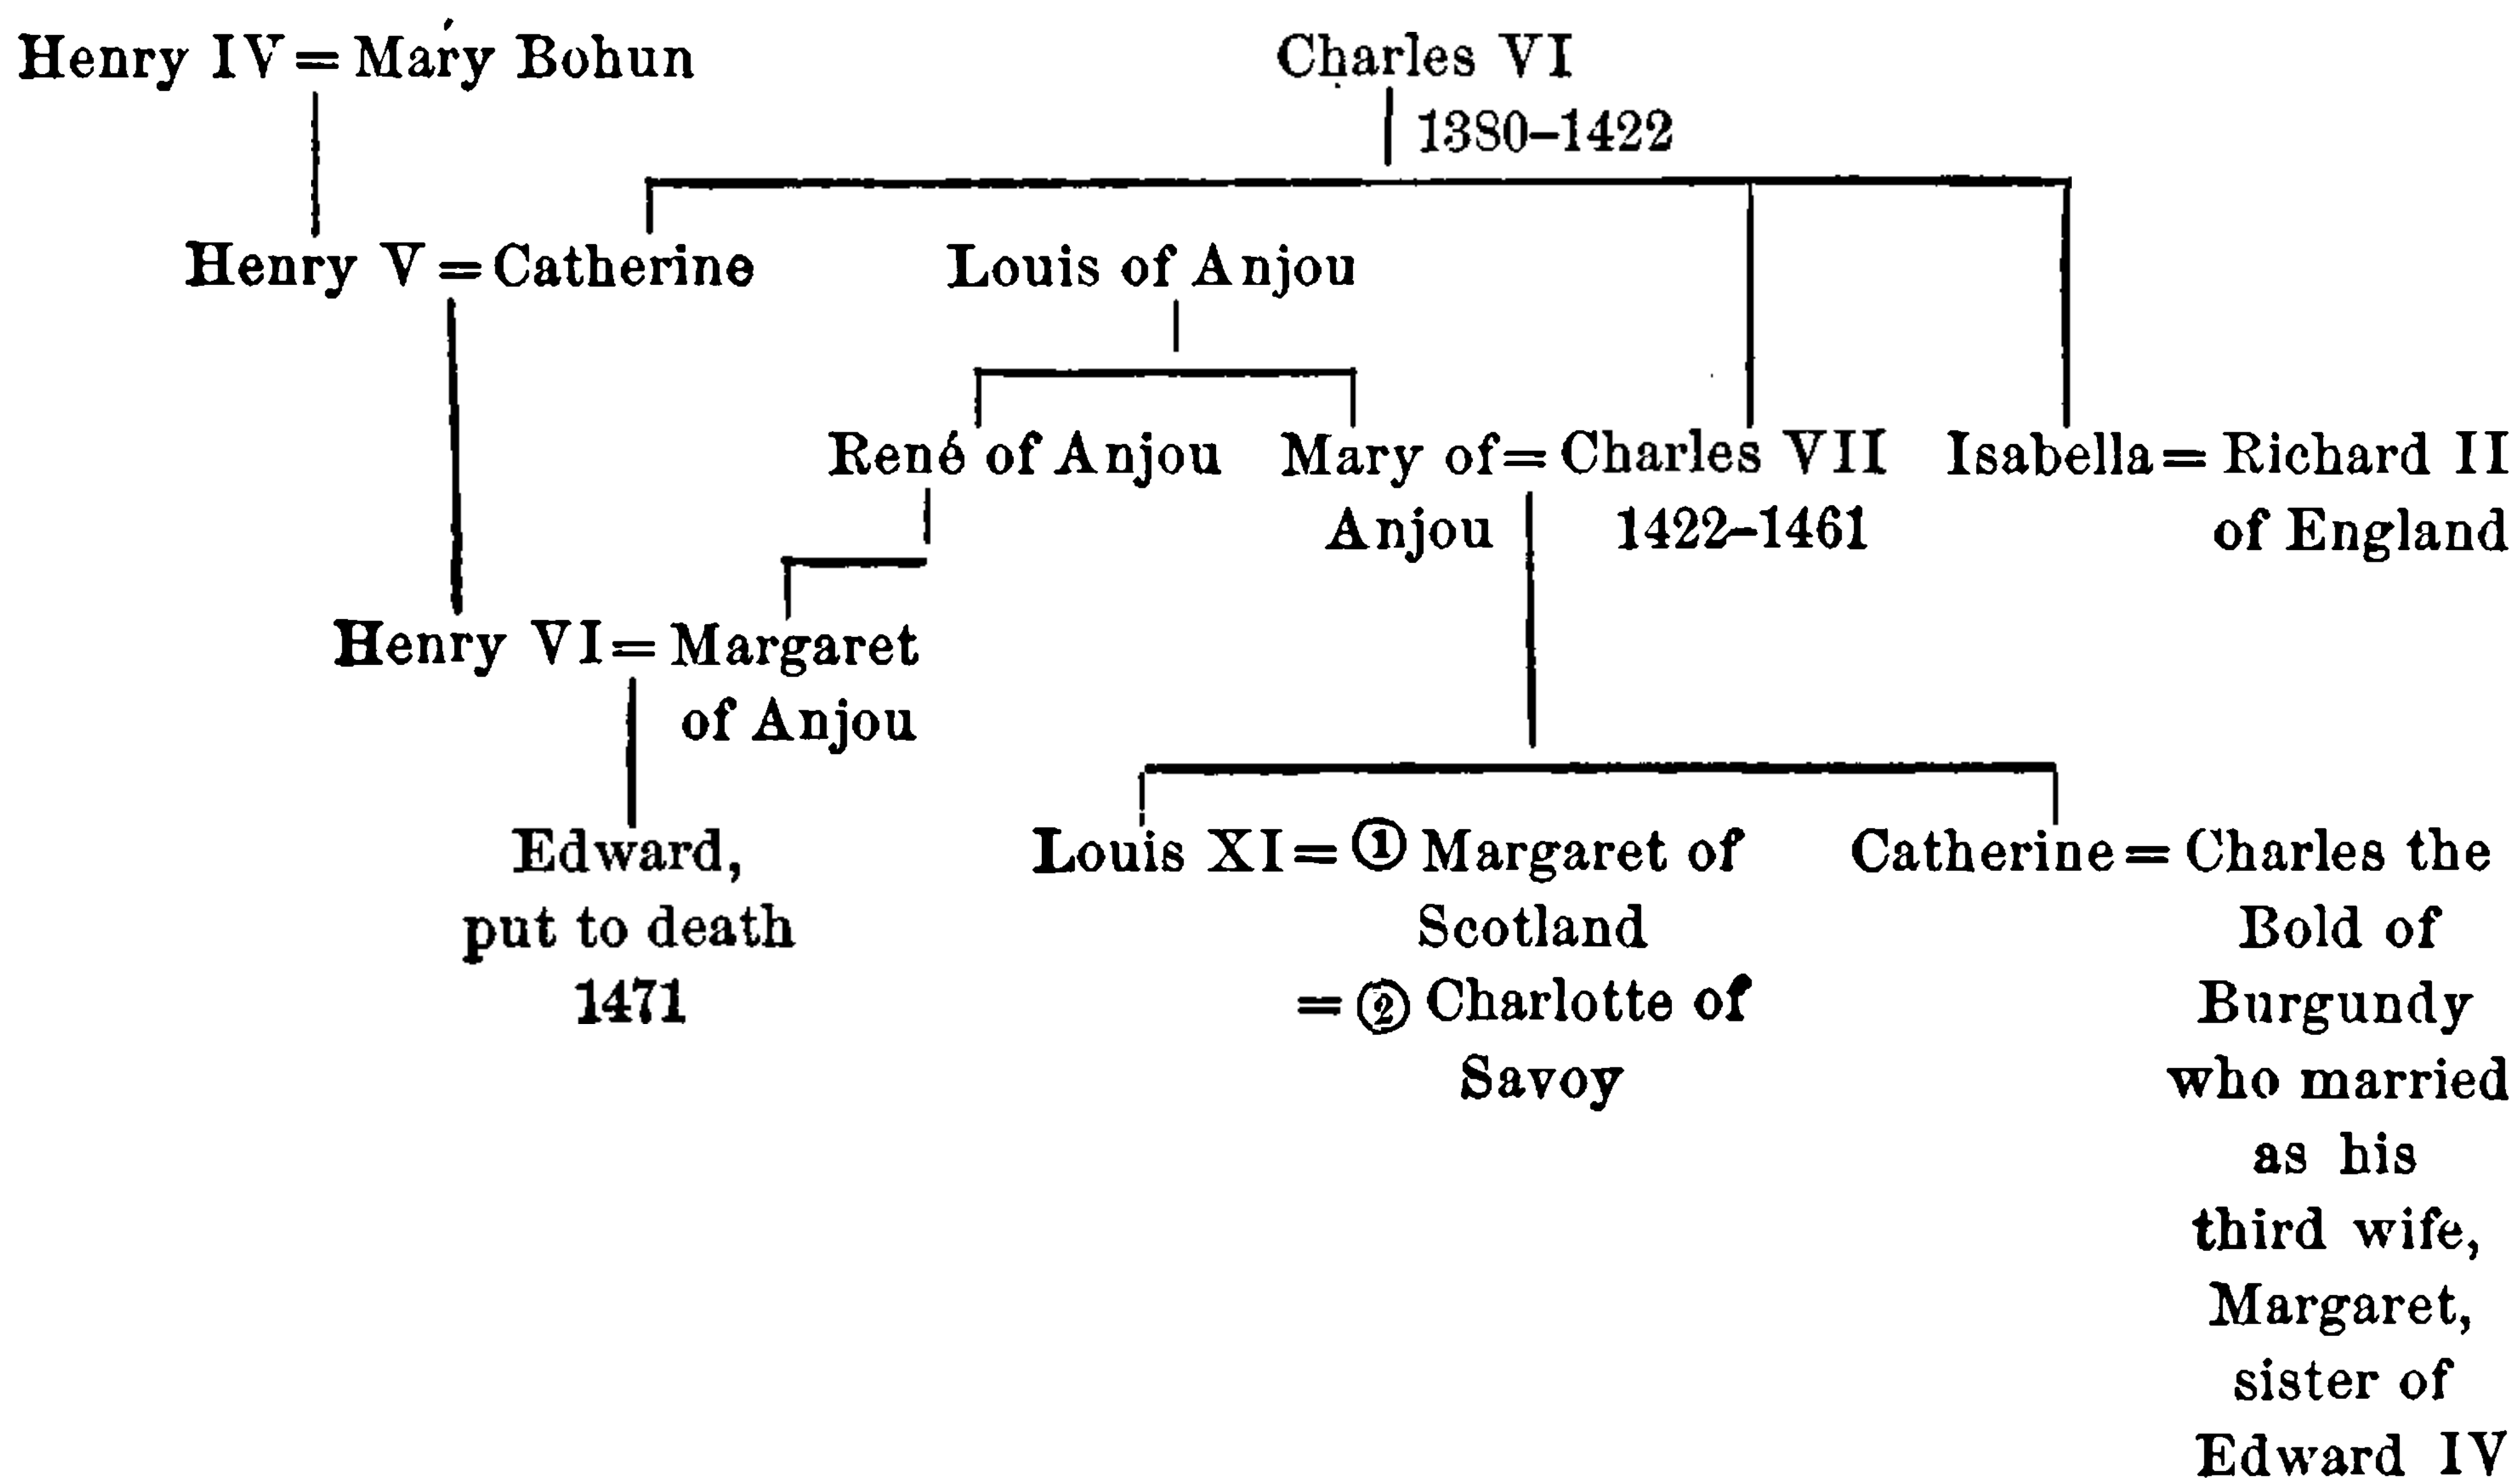 Henry IV = Mary Bohun
Charles VI
1380–1422
Henry V = Catherine
Louis of Anjou
René of Anjou
Mary of = Charles VII
Anjou
1422–1461
Isabella = Richard II
of England
Henry VI = Margaret
of Anjou
Edward,
put to death
1471
Louis XI = ① Margaret of
Scotland
= ② Charlotte of
Savoy
Catherine = Charles the
Bold of
Burgundy
who married
as his
third wife,
Margaret,
sister of
Edward IV